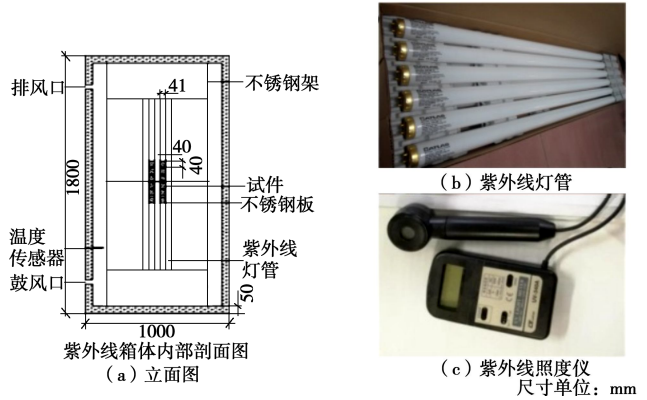 排风口
41
不锈钢架
40
40
1800
试件
不锈钢板
温度
传感器
紫外线
灯管
鼓风口
50
1000
紫外线箱体内部剖面图
(a)立面图
(b)紫外线灯管
(c)紫外线照度仪
尺寸单位：mm